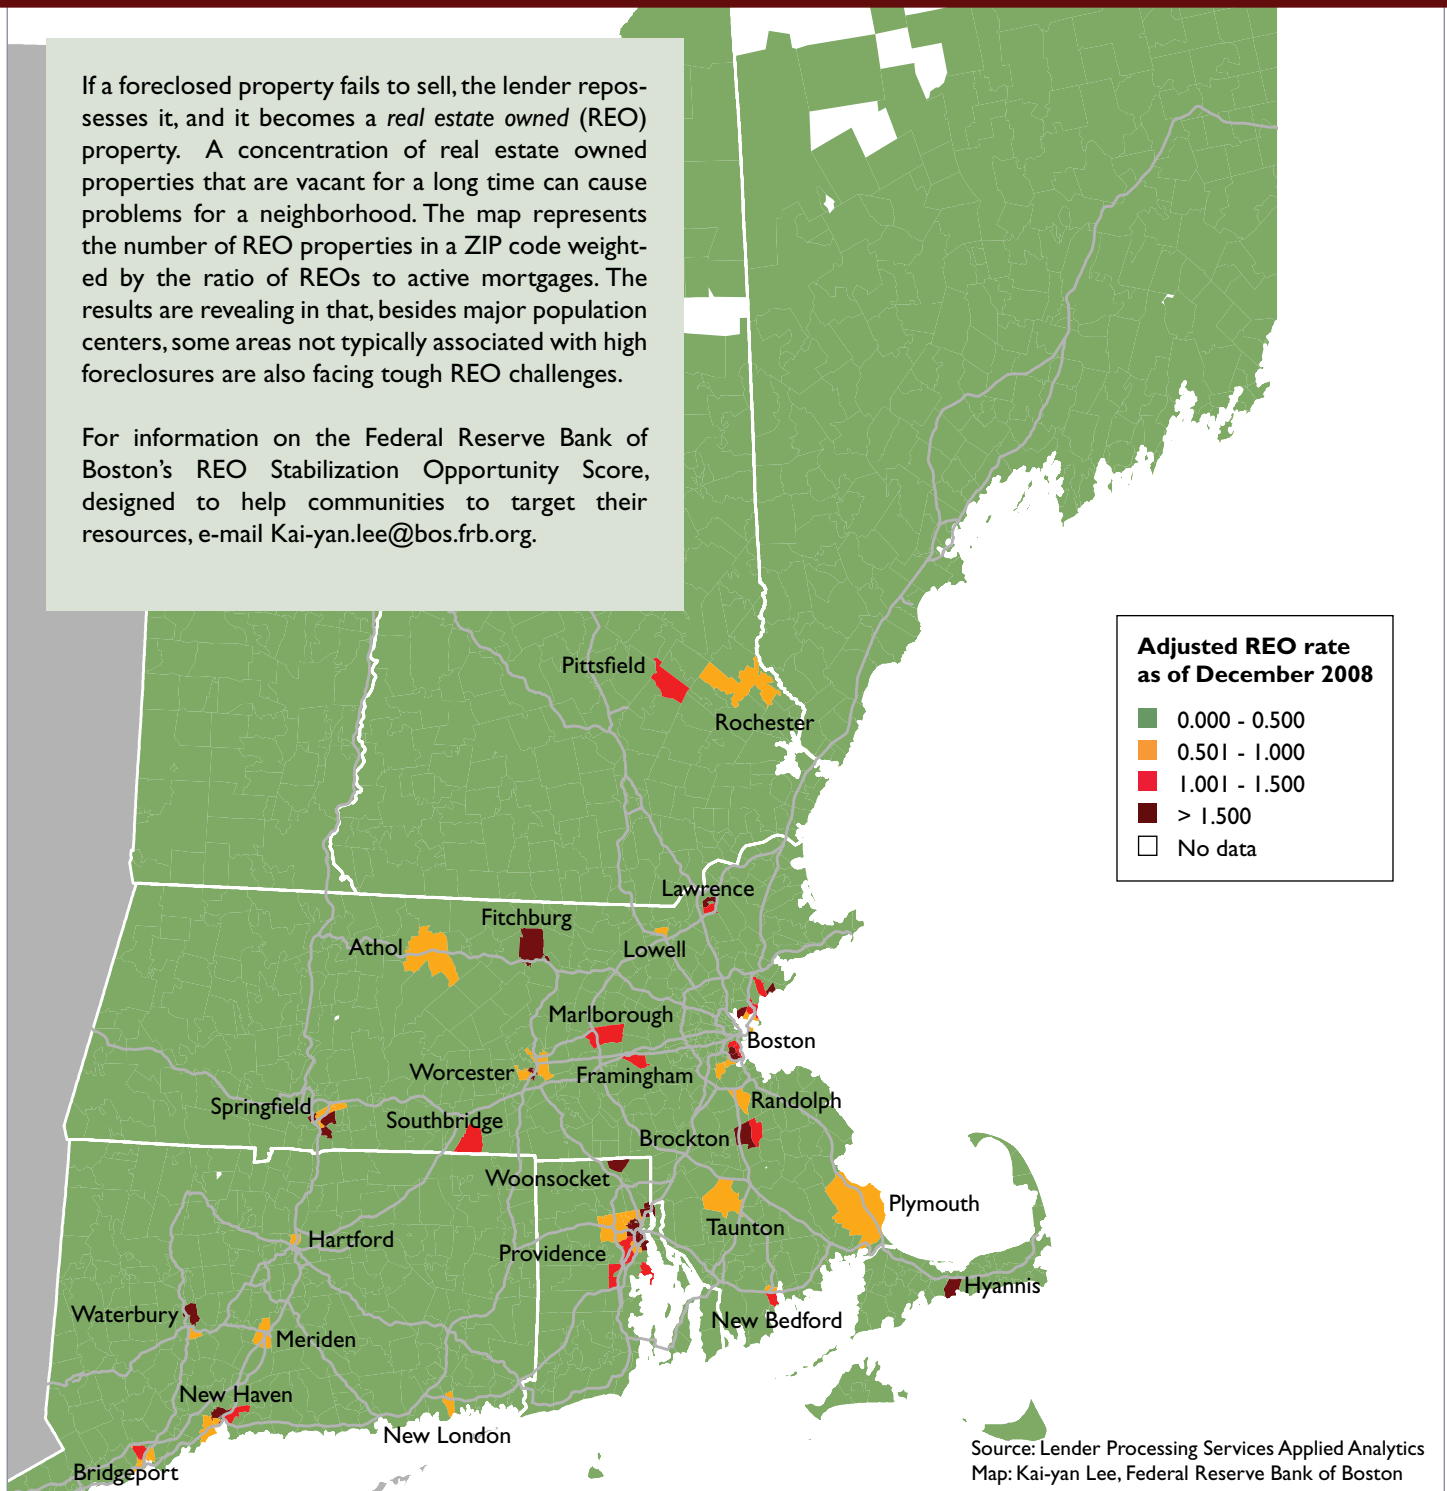 If a foreclosed property fails to sell, the lender repos-
sesses it, and it becomes a real estate owned (REO)
property. A concentration of real estate owned
properties that are vacant for a long time can cause
problems for a neighborhood. The map represents
the number of REO properties in a ZIP code weight-
ed by the ratio of REOs to active mortgages. The
results are revealing in that, besides major population
centers, some areas not typically associated with high
foreclosures are also facing tough REO challenges.
For information on the Federal Reserve Bank of
Boston's REO Stabilization Opportunity Score,
designed to help communities to target their
resources, e-mail Kai-yan.lee@bos.frb.org.
Adjusted REO rate
as of December 2008
0.000 - 0.500
0.501 - 1.000
1.001 - 1.500
> 1.500
No data
Pittsfield
Rochester
Lawrence
Fitchburg
Athol
Lowell
Marlborough
Boston
Worcester
Framingham
Randolph
Springfield
Southbridge
Brockton
Woonsocket
Plymouth
Taunton
Hartford
Providence
Hyannis
Waterbury
New Bedford
Meriden
New Haven
New London
Bridgeport
Source: Lender Processing Services Applied Analytics
Map: Kai-yan Lee, Federal Reserve Bank of Boston